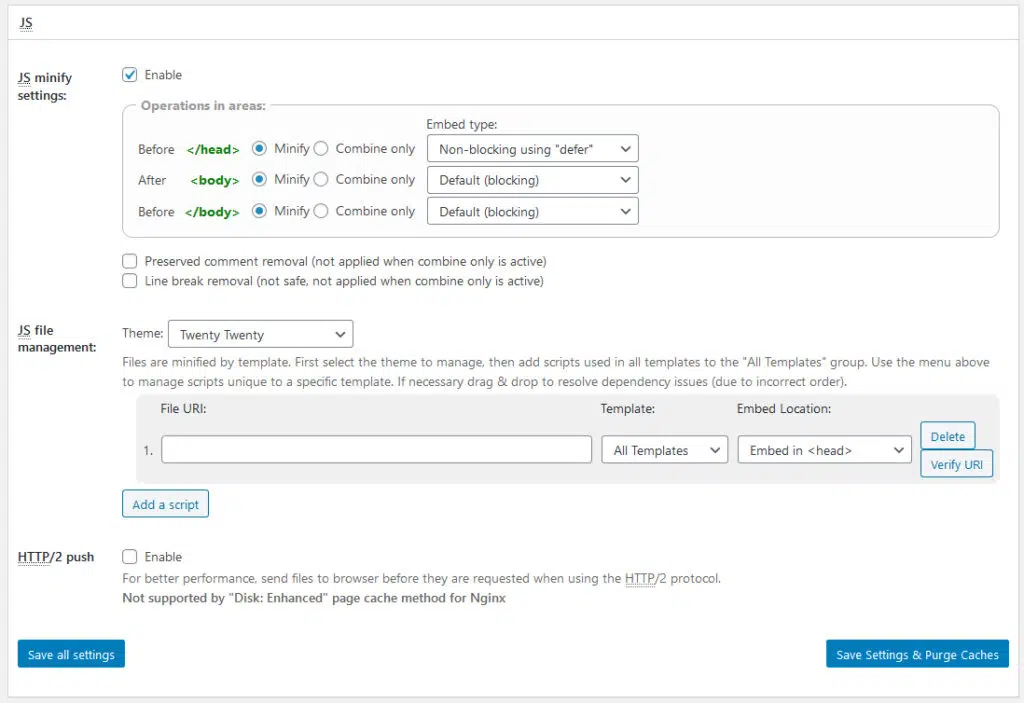 JS
JS minify settings:
Enable
Operations in areas:
Embed type:
Before </head> Minify Combine only Non-blocking using "defer"
After <body> Minify Combine only Default (blocking)
Before </body> Minify Combine only Default (blocking)
Preserved comment removal (not applied when combine only is active)
Line break removal (not safe, not applied when combine only is active)
JS file management:
Theme: Twenty Twenty
Files are minified by template. First select the theme to manage, then add scripts used in all templates to the "All Templates" group. Use the menu above
to manage scripts unique to a specific template. If necessary drag & drop to resolve dependency issues (due to incorrect order).
File URI: Template: Embed Location:
1. All Templates Embed in <head> Delete
Verify URI
Add a script
HTTP/2 push Enable
For better performance, send files to browser before they are requested when using the HTTP/2 protocol.
Not supported by "Disk: Enhanced" page cache method for Nginx
Save all settings Save Settings & Purge Caches